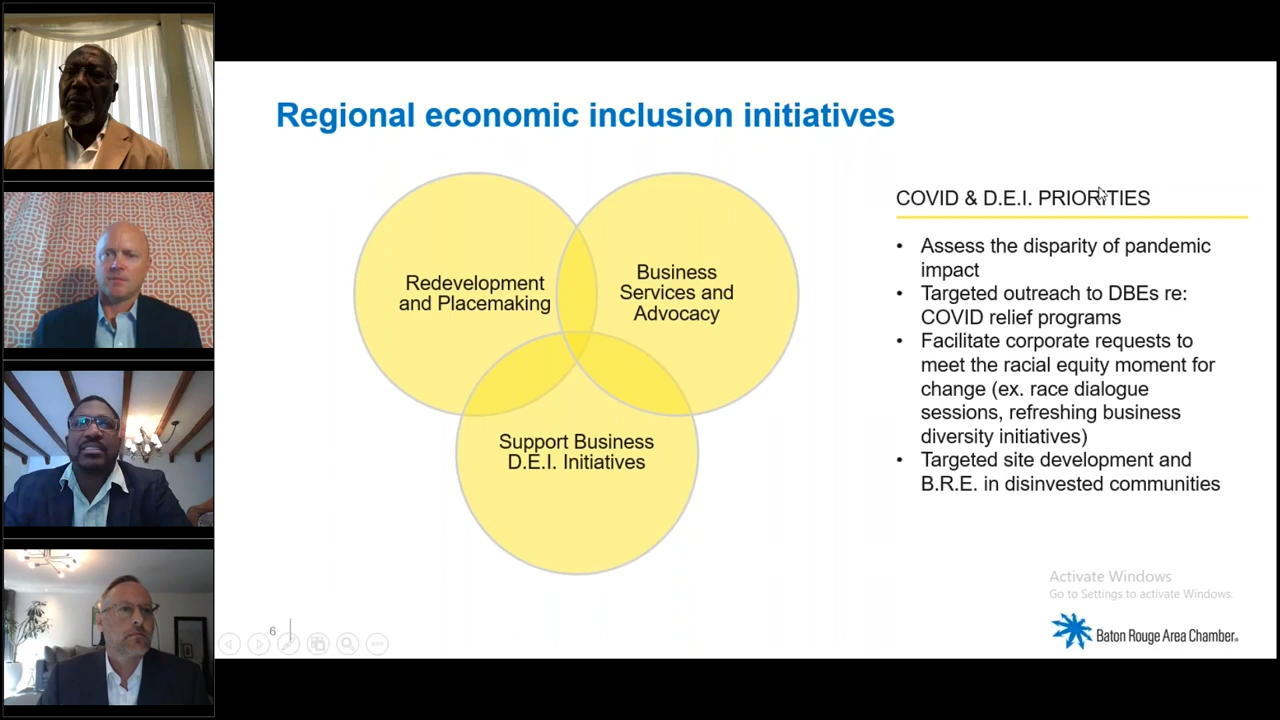 Regional economic inclusion initiatives
Redevelopment
and Placemaking
Business
Services and
Advocacy
Support Business
D.E.I. Initiatives
COVID & D.E.I. PRIORITIES
• Assess the disparity of pandemic
impact
• Targeted outreach to DBEs re:
COVID relief programs
• Facilitate corporate requests to
meet the racial equity moment for
change (ex. race dialogue
sessions, refreshing business
diversity initiatives)
• Targeted site development and
B.R.E. in disinvested communities
Activate Windows
Go to Settings to activate Windows.
6
Baton Rouge Area Chamber®